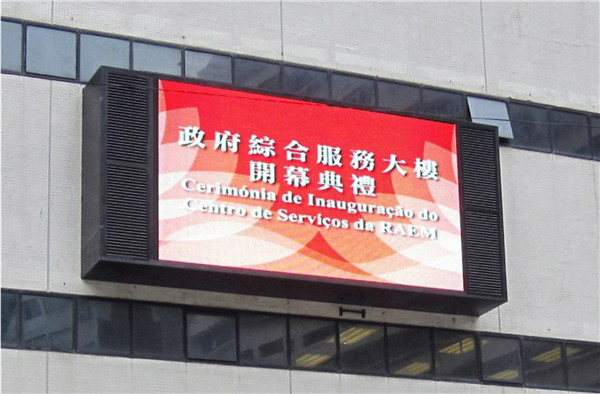 政府綜合服務大樓
開幕典禮
Cerimónia de Inauguração do
Centro de Serviços da RAEM